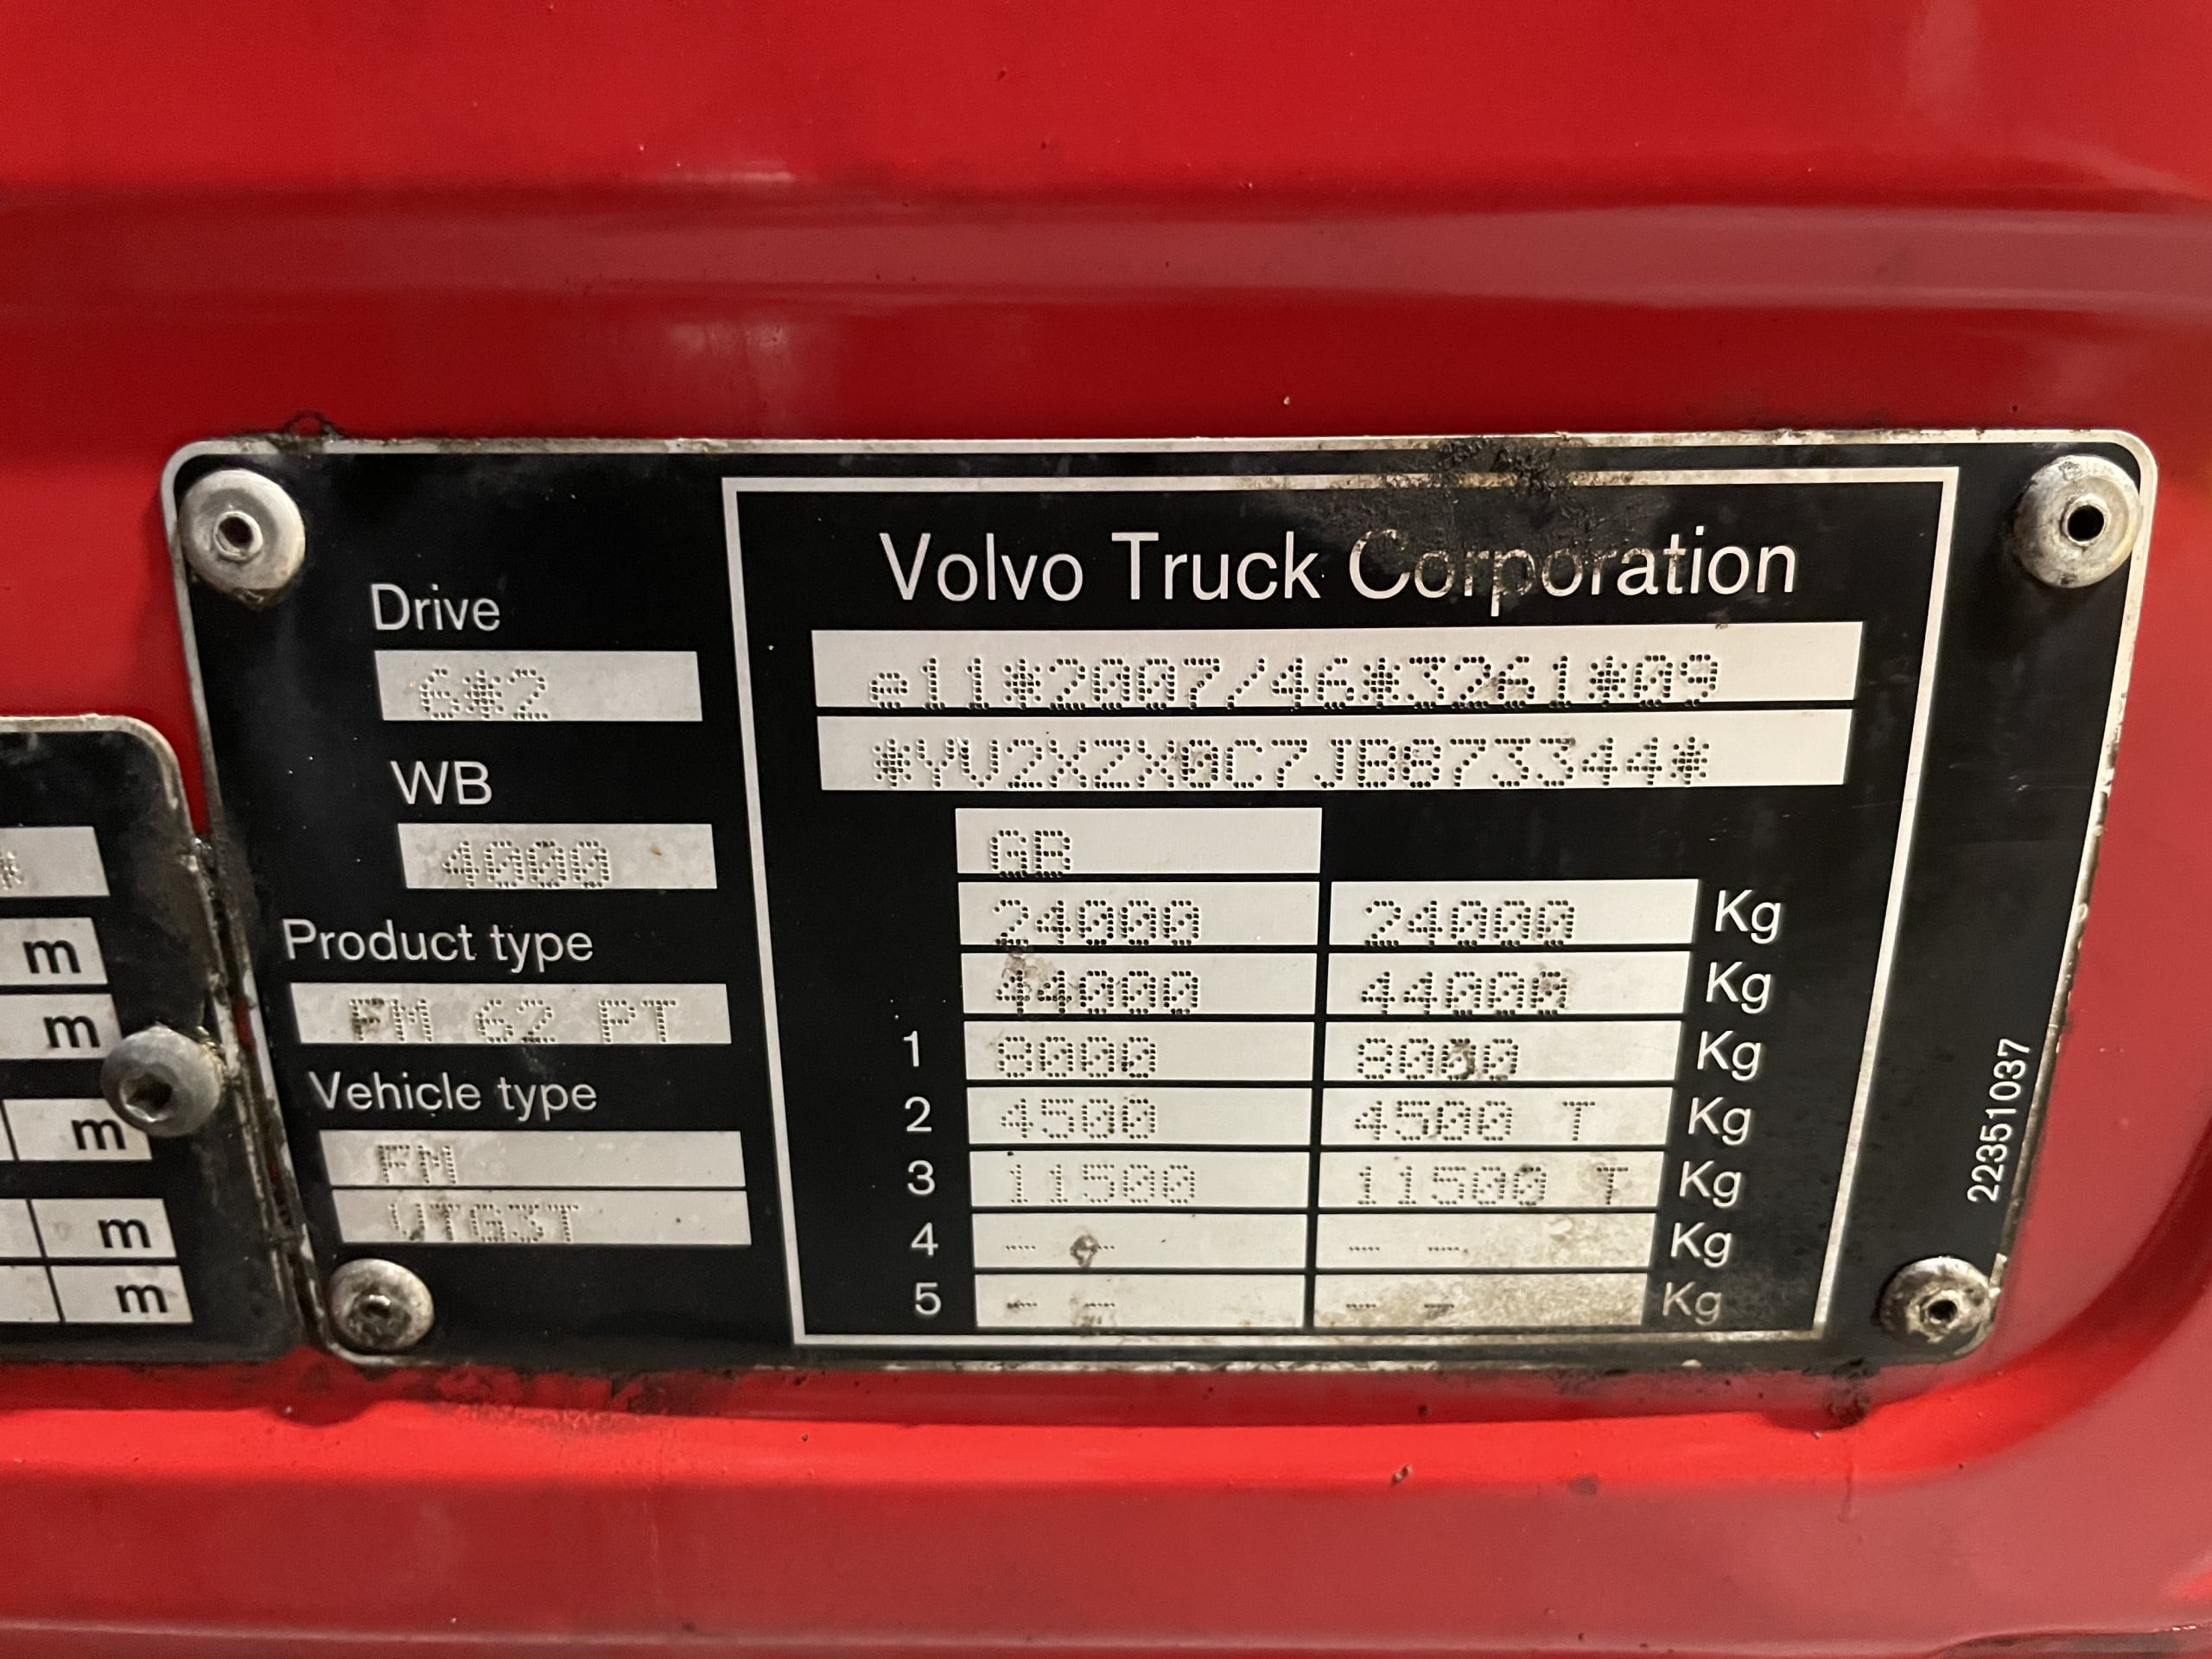 Volvo Truck Corporation
Drive
6*2
WB
4000
Product type
FM 62 PT
Vehicle type
FM
VTG3T
e11*2007/46*3261*09
*YV2XZX0C7JB873344*
GB
24000 24000 Kg
44000 44000 Kg
1 8000 8000 Kg
2 4500 4500 T Kg
3 11500 11500 T Kg
4 -- -- -- -- Kg
5 -- -- -- -- Kg
22351037
*
m
m
m
m
m